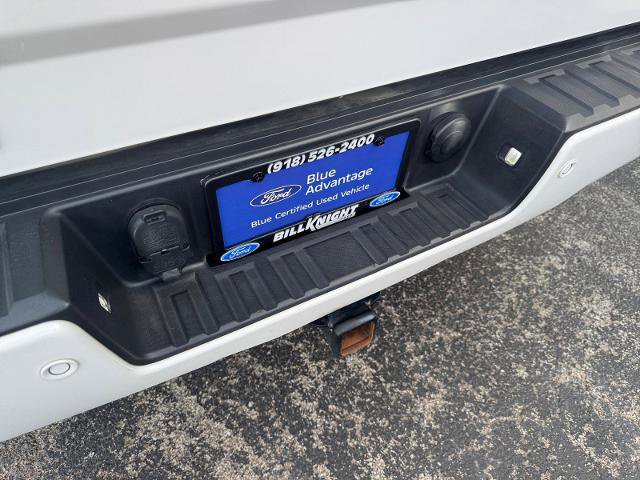 (918) 526-2400
Ford
Blue
Advantage
Blue Certified Used Vehicle
Ford
BILL KNIGHT
Ford